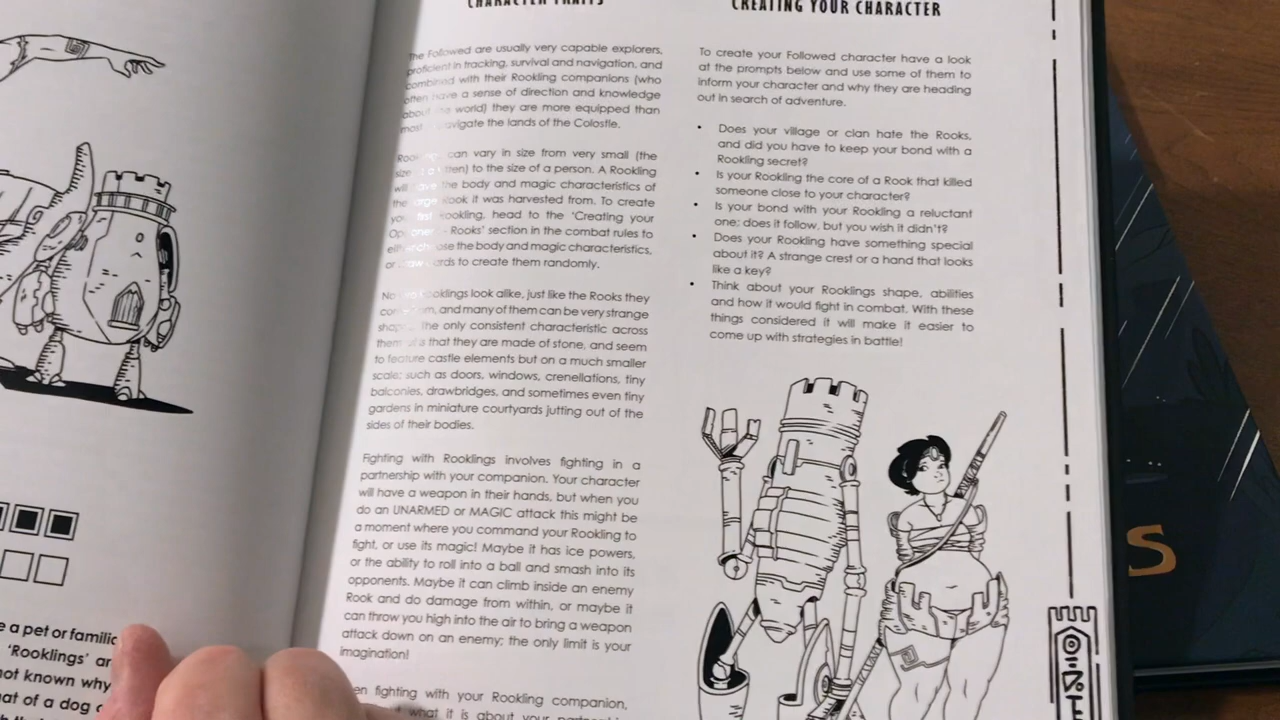 CHARACTER TRAITS
The Followed are usually very capable explorers,
proficient in tracking, survival and navigation, and
combined with their Rookling companions (who
often have a sense of direction and knowledge
about the world) they are more equipped than
most navigate the lands of the Colostle.
can vary in size from very small (the
size to the size of a person. A Rookling
will have the body and magic characteristics of
the large Rook it was harvested from. To create
your first Rookling, head to the 'Creating your
- Rooks' section in the combat rules to
choose the body and magic characteristics,
or draw cards to create them randomly.
No Rooklings look alike, just like the Rooks they
and many of them can be very strange
The only consistent characteristic across
them is that they are made of stone, and seem
to feature castle elements but on a much smaller
scale; such as doors, windows, crenellations, tiny
balconies, drawbridges, and sometimes even tiny
gardens in miniature courtyards jutting out of the
sides of their bodies.
Fighting with Rooklings involves fighting in a
partnership with your companion. Your character
will have a weapon in their hands, but when you
do an UNARMED or MAGIC attack this might be
a moment where you command your Rookling to
fight, or use its magic! Maybe it has ice powers,
or the ability to roll into a ball and smash into its
opponents. Maybe it can climb inside an enemy
Rook and do damage from within, or maybe it
can throw you high into the air to bring a weapon
attack down on an enemy; the only limit is your
imagination!
en fighting with your Rookling companion,
what it is about your
CREATING YOUR CHARACTER
To create your Followed character have a look
at the prompts below and use some of them to
inform your character and why they are heading
out in search of adventure.
• Does your village or clan hate the Rooks,
and did you have to keep your bond with a
Rookling secret?
• Is your Rookling the core of a Rook that killed
someone close to your character?
• Is your bond with your Rookling a reluctant
one; does it follow, but you wish it didn't?
• Does your Rookling have something special
about it? A strange crest or a hand that looks
like a key?
• Think about your Rooklings shape, abilities
and how it would fight in combat. With these
things considered it will make it easier to
come up with strategies in battle!
e a pet or familia
'Rooklings' ar
not known why
hat of a dog
S